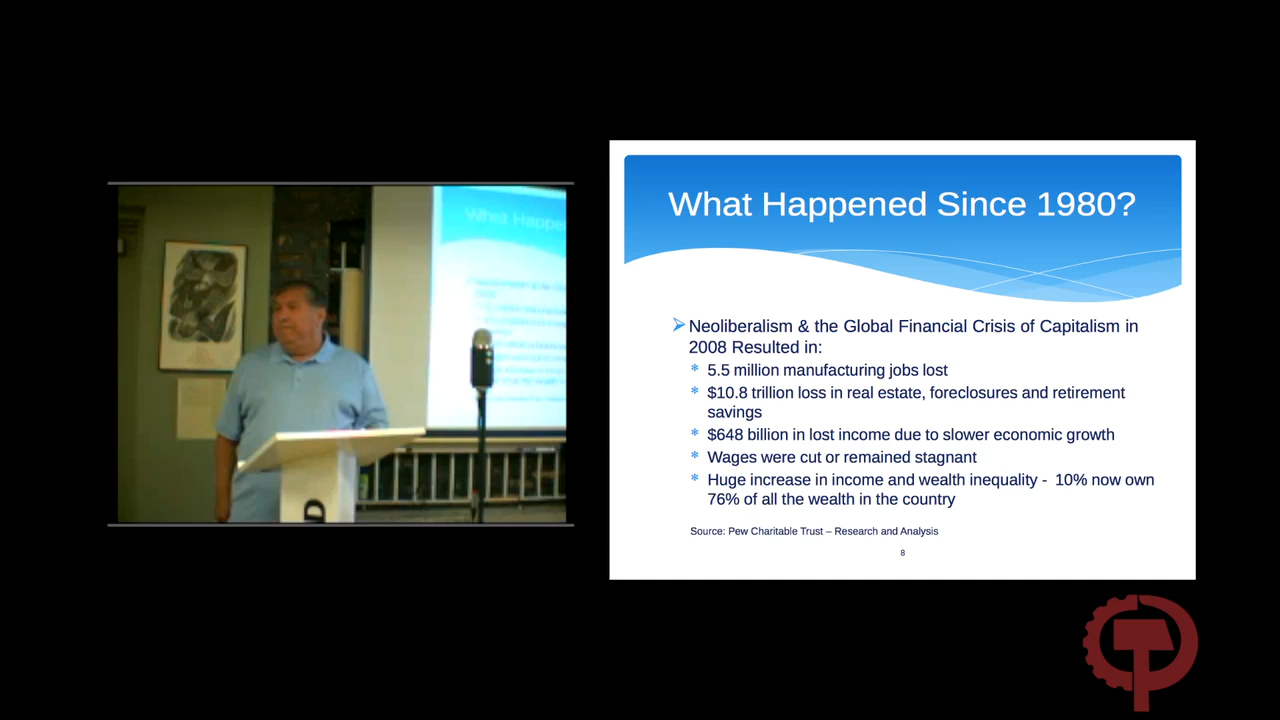 What Happened Since 1980?
What Happe
➢Neoliberalism & the Global Financial Crisis of Capitalism in
2008 Resulted in:
* 5.5 million manufacturing jobs lost
* $10.8 trillion loss in real estate, foreclosures and retirement
savings
* $648 billion in lost income due to slower economic growth
* Wages were cut or remained stagnant
* Huge increase in income and wealth inequality - 10% now own
76% of all the wealth in the country
Source: Pew Charitable Trust – Research and Analysis
8